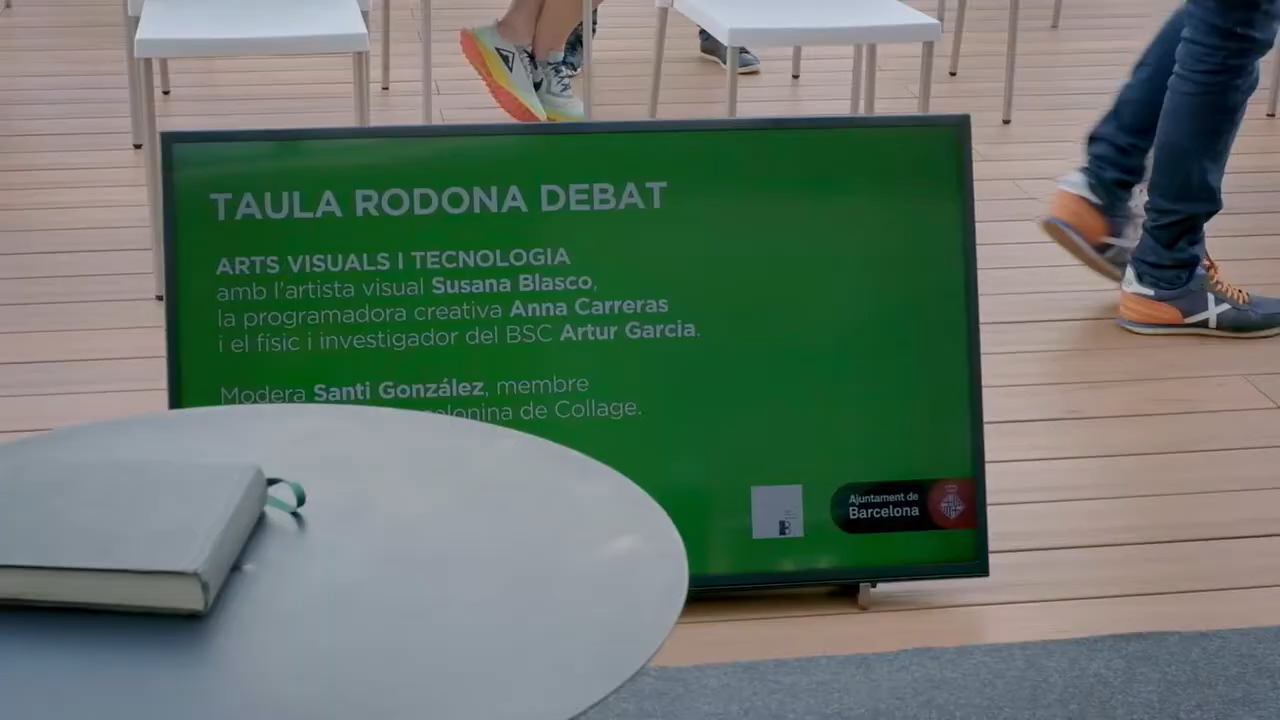 TAULA RODONA DEBAT
ARTS VISUALS I TECNOLOGIA
amb l'artista visual Susana Blasco,
la programadora creativa Anna Carreras
i el físic i investigador del BSC Artur Garcia.
Modera Santi González, membre
de Collage.
Ajuntament de
Barcelona
B